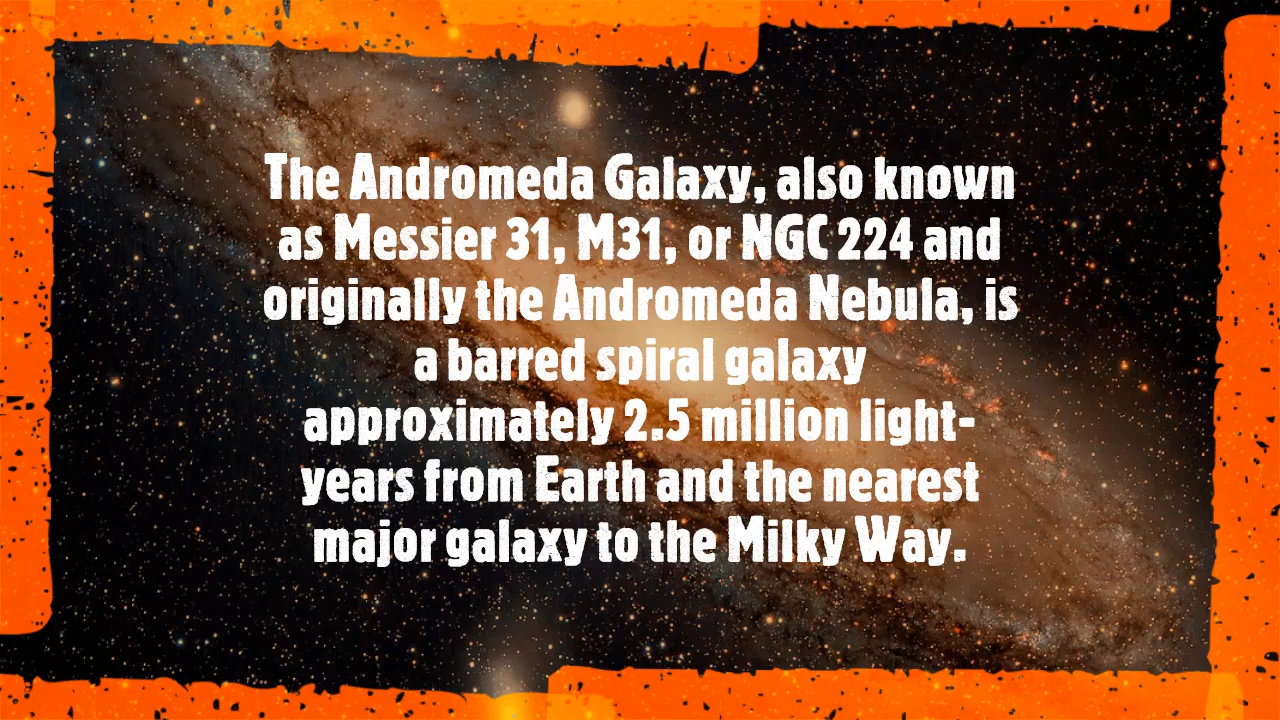 The Andromeda Galaxy, also known
as Messier 31, M31, or NGC 224 and
originally the Andromeda Nebula, is
a barred spiral galaxy
approximately 2.5 million light-
years from Earth and the nearest
major galaxy to the Milky Way.